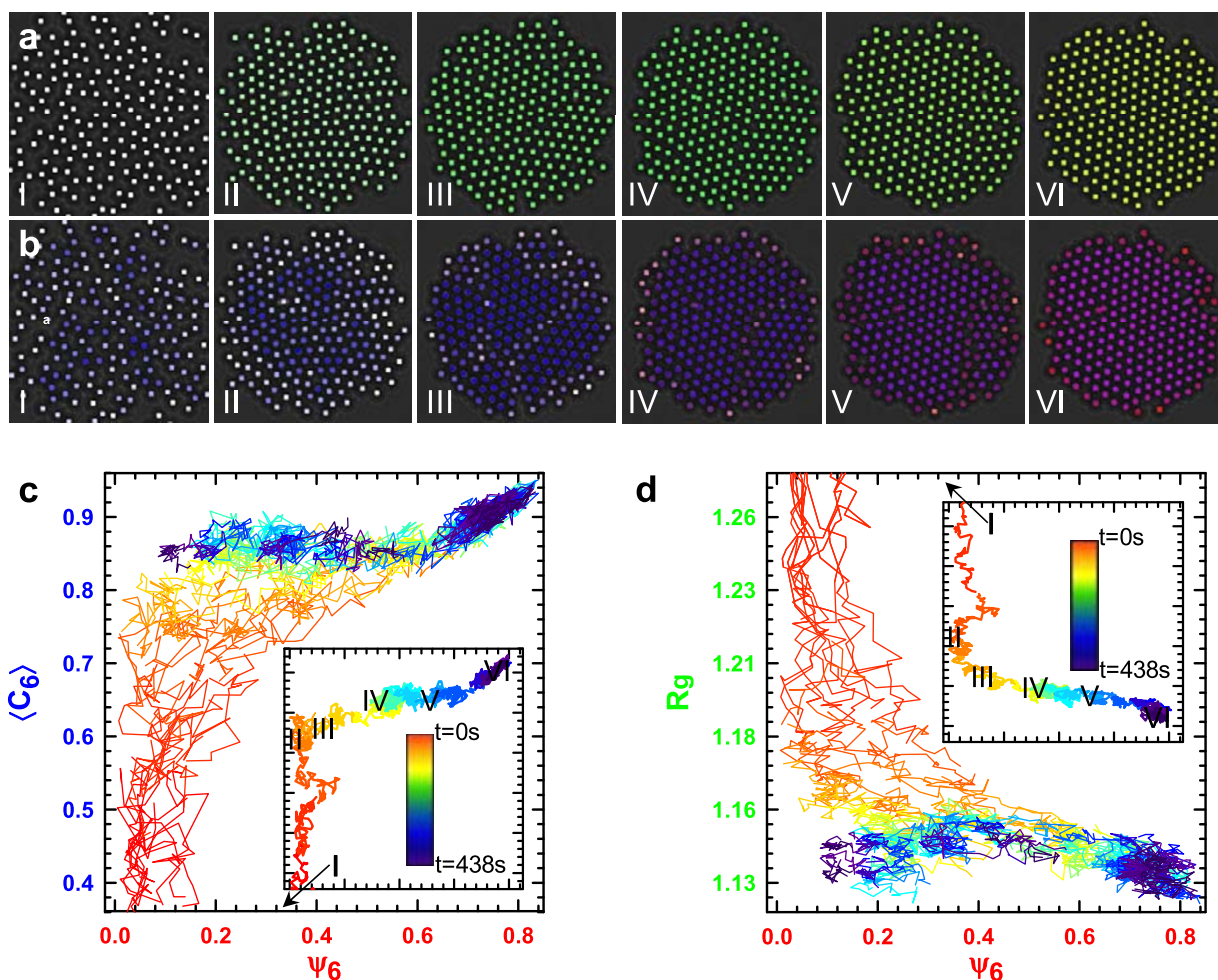 a
I II III IV V VI
b
a
I II III IV V VI
c
0.9
0.8
0.7
0.6
0.5
0.4
⟨C₆⟩
0.0 0.2 0.4 0.6 0.8
ψ₆
II III IV V VI
I
t=0s
t=438s
d
1.26
1.23
1.21
1.18
1.16
1.13
Rg
0.0 0.2 0.4 0.6 0.8
ψ₆
I
II
III IV V VI
t=0s
t=438s